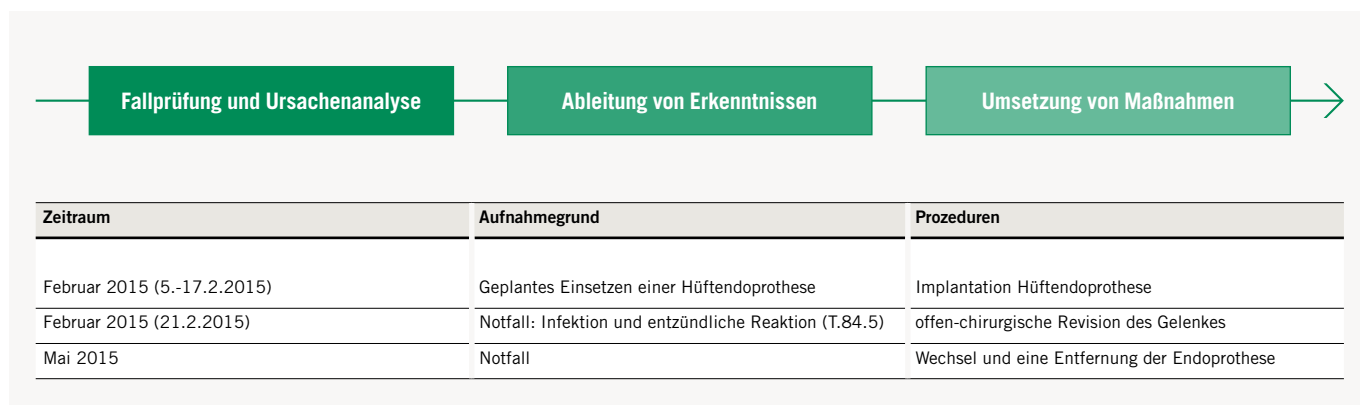 Fallprüfung und Ursachenanalyse Ableitung von Erkenntnissen Umsetzung von Maßnahmen
Zeitraum Aufnahmegrund Prozeduren
Februar 2015 (5.-17.2.2015) Geplantes Einsetzen einer Hüftendoprothese Implantation Hüftendoprothese
Februar 2015 (21.2.2015) Notfall: Infektion und entzündliche Reaktion (T.84.5) offen-chirurgische Revision des Gelenkes
Mai 2015 Notfall Wechsel und eine Entfernung der Endoprothese